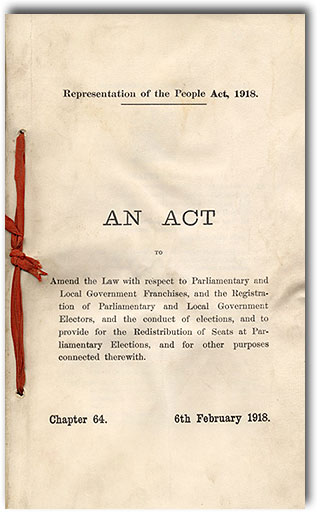 Representation of the People Act, 1918.
AN ACT
TO
Amend the Law with respect to Parliamentary and
Local Government Franchises, and the Registra-
tion of Parliamentary and Local Government
Electors, and the conduct of elections, and to
provide for the Redistribution of Seats at Par-
liamentary Elections, and for other purposes
connected therewith.
Chapter 64. 6th February 1918.